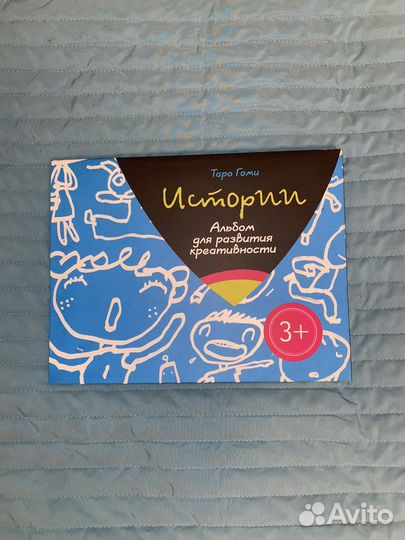 Таро Гоми
Истории
Альбом
для развития
креативности
3+
Avito